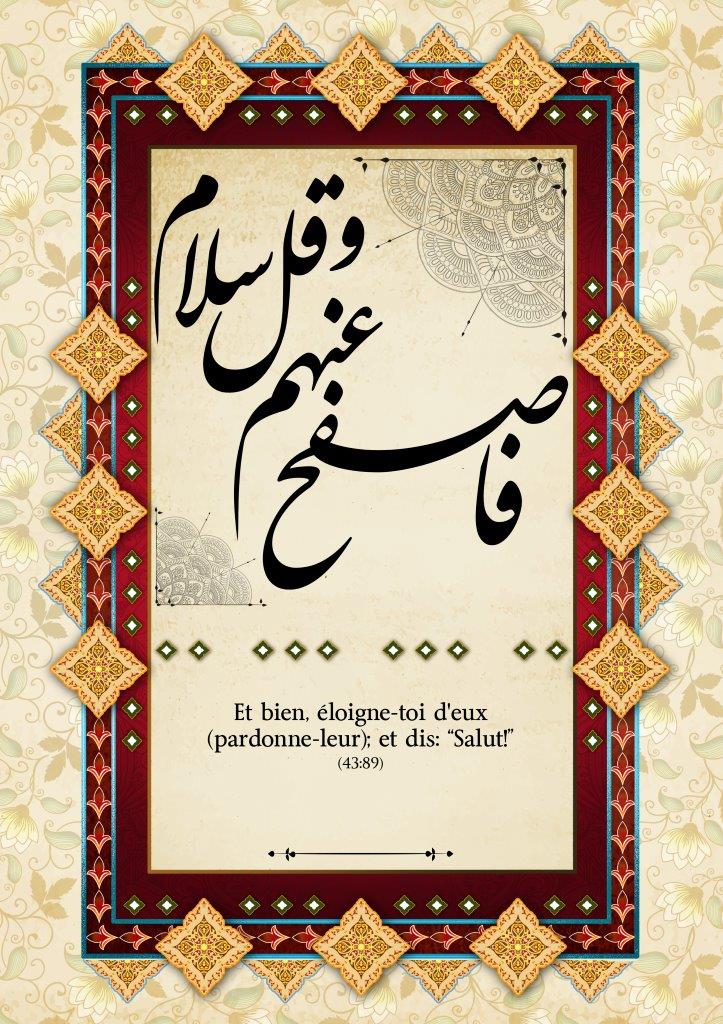 فاصفح
عنهم
وقل سلام
Et bien, éloigne-toi d'eux
(pardonne-leur); et dis: “Salut!”
(43:89)